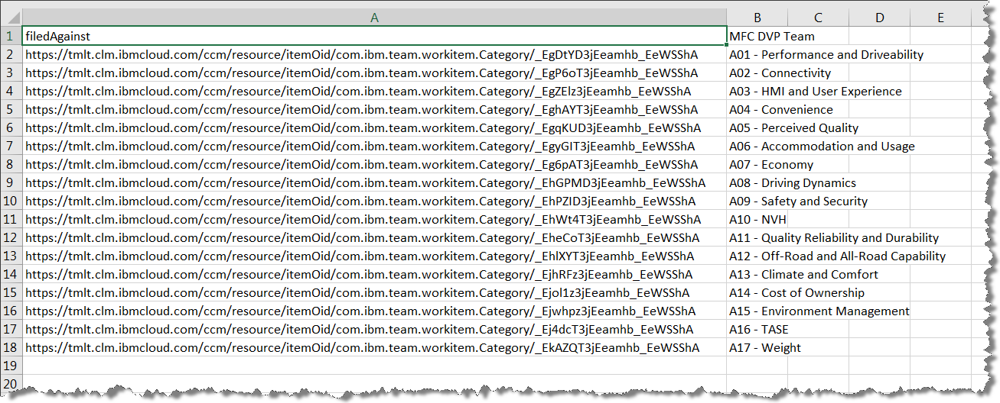 A B C D E
1 filedAgainst MFC DVP Team
2 https://tmlt.clm.ibmcloud.com/ccm/resource/itemOid/com.ibm.team.workitem.Category/_EgDtYD3jEeamhb_EeWSShA A01 - Performance and Driveability
3 https://tmlt.clm.ibmcloud.com/ccm/resource/itemOid/com.ibm.team.workitem.Category/_EgP6oT3jEeamhb_EeWSShA A02 - Connectivity
4 https://tmlt.clm.ibmcloud.com/ccm/resource/itemOid/com.ibm.team.workitem.Category/_EgZElz3jEeamhb_EeWSShA A03 - HMI and User Experience
5 https://tmlt.clm.ibmcloud.com/ccm/resource/itemOid/com.ibm.team.workitem.Category/_EghAYT3jEeamhb_EeWSShA A04 - Convenience
6 https://tmlt.clm.ibmcloud.com/ccm/resource/itemOid/com.ibm.team.workitem.Category/_EgqKUD3jEeamhb_EeWSShA A05 - Perceived Quality
7 https://tmlt.clm.ibmcloud.com/ccm/resource/itemOid/com.ibm.team.workitem.Category/_EgyGIT3jEeamhb_EeWSShA A06 - Accommodation and Usage
8 https://tmlt.clm.ibmcloud.com/ccm/resource/itemOid/com.ibm.team.workitem.Category/_Eg6pAT3jEeamhb_EeWSShA A07 - Economy
9 https://tmlt.clm.ibmcloud.com/ccm/resource/itemOid/com.ibm.team.workitem.Category/_EhGPMD3jEeamhb_EeWSShA A08 - Driving Dynamics
10 https://tmlt.clm.ibmcloud.com/ccm/resource/itemOid/com.ibm.team.workitem.Category/_EhPZID3jEeamhb_EeWSShA A09 - Safety and Security
11 https://tmlt.clm.ibmcloud.com/ccm/resource/itemOid/com.ibm.team.workitem.Category/_EhWt4T3jEeamhb_EeWSShA A10 - NVH
12 https://tmlt.clm.ibmcloud.com/ccm/resource/itemOid/com.ibm.team.workitem.Category/_EheCoT3jEeamhb_EeWSShA A11 - Quality Reliability and Durability
13 https://tmlt.clm.ibmcloud.com/ccm/resource/itemOid/com.ibm.team.workitem.Category/_EhlXYT3jEeamhb_EeWSShA A12 - Off-Road and All-Road Capability
14 https://tmlt.clm.ibmcloud.com/ccm/resource/itemOid/com.ibm.team.workitem.Category/_EjhRFz3jEeamhb_EeWSShA A13 - Climate and Comfort
15 https://tmlt.clm.ibmcloud.com/ccm/resource/itemOid/com.ibm.team.workitem.Category/_Ejol1z3jEeamhb_EeWSShA A14 - Cost of Ownership
16 https://tmlt.clm.ibmcloud.com/ccm/resource/itemOid/com.ibm.team.workitem.Category/_Ejwhpz3jEeamhb_EeWSShA A15 - Environment Management
17 https://tmlt.clm.ibmcloud.com/ccm/resource/itemOid/com.ibm.team.workitem.Category/_Ej4dcT3jEeamhb_EeWSShA A16 - TASE
18 https://tmlt.clm.ibmcloud.com/ccm/resource/itemOid/com.ibm.team.workitem.Category/_EkAZQT3jEeamhb_EeWSShA A17 - Weight
19
20